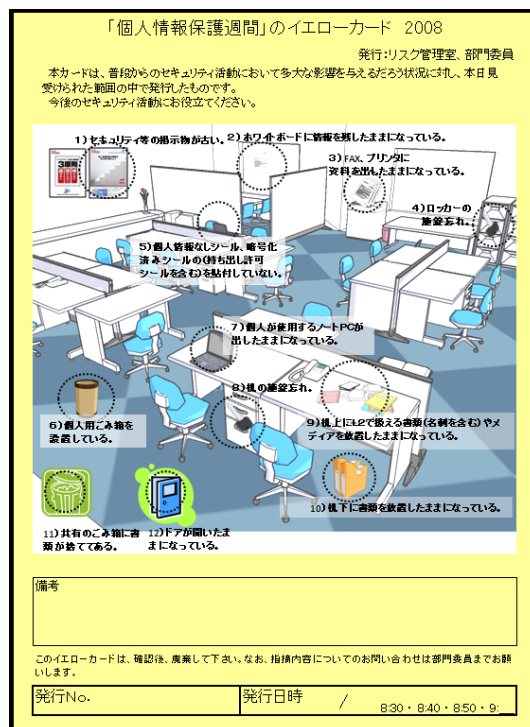 「個人情報保護週間」のイエローカード 2008
発行:リスク管理室、部門委員
本カードは、普段からのセキュリティ活動において多大な影響を与えるだろう状況に対し、本日見
受けられた範囲の中で発行したものです。
今後のセキュリティ活動にお役立てください。
1)セキュリティ等の掲示物が古い。
2)ホワイトボードに情報を残したままになっている。
3)FAX、プリンタに
資料を出したままになっている。
4)ロッカーの
施錠忘れ。
5)個人情報なしシール、暗号化
済みシールの(持ち出し許可
シールを含む)を貼付していない。
7)個人が使用するノートPCが
出したままになっている。
8)机の施錠忘れ。
6)個人用ごみ箱を
設置している。
9)机上にL2で扱える書類(名刺を含む)やメ
ディアを放置したままになっている。
10)机下に書類を放置したままになっている。
11)共有のごみ箱に書
類が捨ててある。
12)ドアが開いたま
まになっている。
備考
このイエローカードは、確認後、廃棄して下さい。なお、指摘内容についてのお問い合わせは部門委員までお願
いします。
発行No.
発行日時 / 8:30・8:40・8:50・9:__